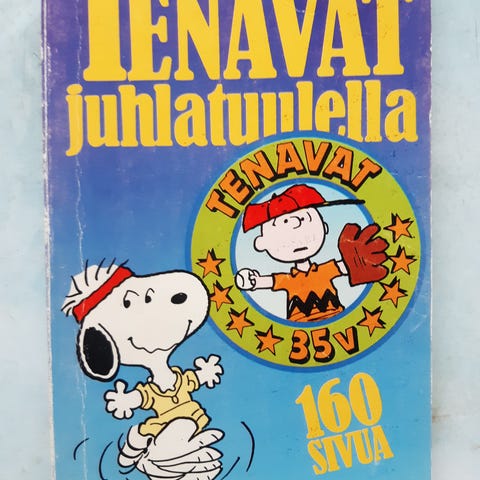 TENAVAT
juhlatuulella
TENAVAT
35V
160
SIVUA